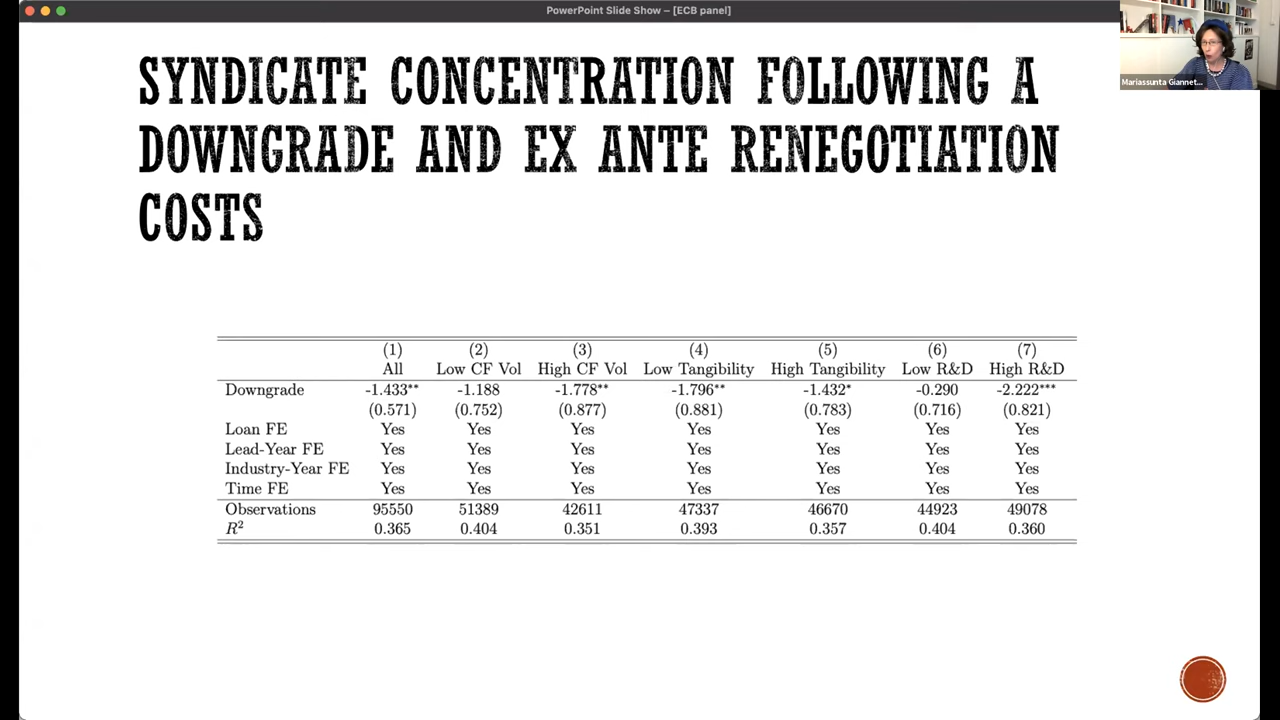 PowerPoint Slide Show – [ECB panel]
Mariassunta Giannet...
SYNDICATE CONCENTRATION FOLLOWING A
DOWNGRADE AND EX ANTE RENEGOTIATION
COSTS
(1) (2) (3) (4) (5) (6) (7)
All Low CF Vol High CF Vol Low Tangibility High Tangibility Low R&D High R&D
Downgrade -1.433** -1.188 -1.778** -1.796** -1.432* -0.290 -2.222***
(0.571) (0.752) (0.877) (0.881) (0.783) (0.716) (0.821)
Loan FE Yes Yes Yes Yes Yes Yes Yes
Lead-Year FE Yes Yes Yes Yes Yes Yes Yes
Industry-Year FE Yes Yes Yes Yes Yes Yes Yes
Time FE Yes Yes Yes Yes Yes Yes Yes
Observations 95550 51389 42611 47337 46670 44923 49078
R² 0.365 0.404 0.351 0.393 0.357 0.404 0.360